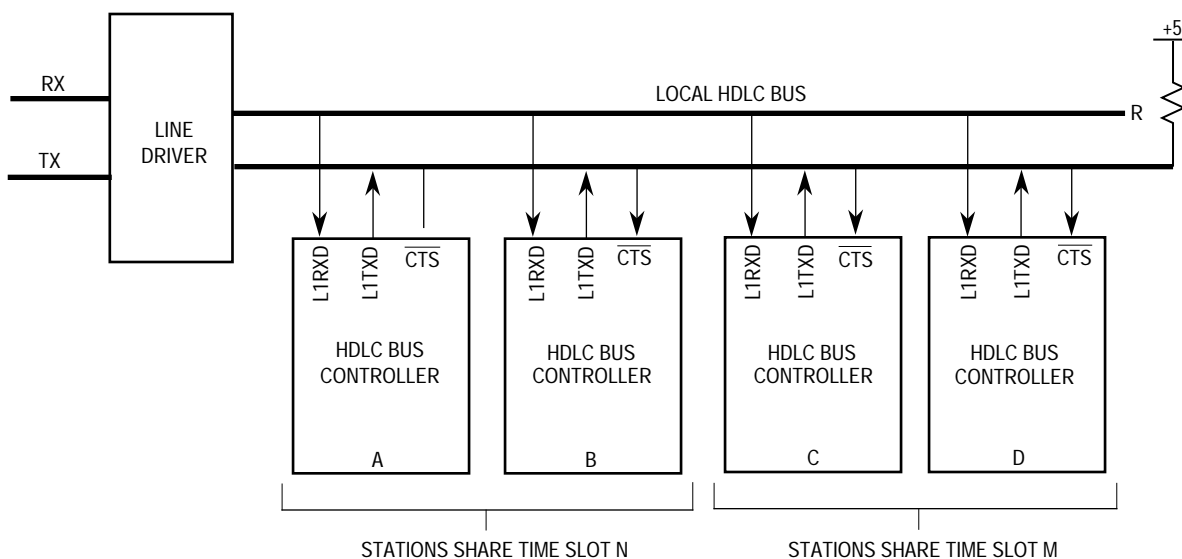 +5
RX
LOCAL HDLC BUS
R
LINE
DRIVER
TX
L1RXD
L1TXD
CTS
L1RXD
L1TXD
CTS
L1RXD
L1TXD
CTS
L1RXD
L1TXD
CTS
HDLC BUS
CONTROLLER
A
HDLC BUS
CONTROLLER
B
HDLC BUS
CONTROLLER
C
HDLC BUS
CONTROLLER
D
STATIONS SHARE TIME SLOT N
STATIONS SHARE TIME SLOT M